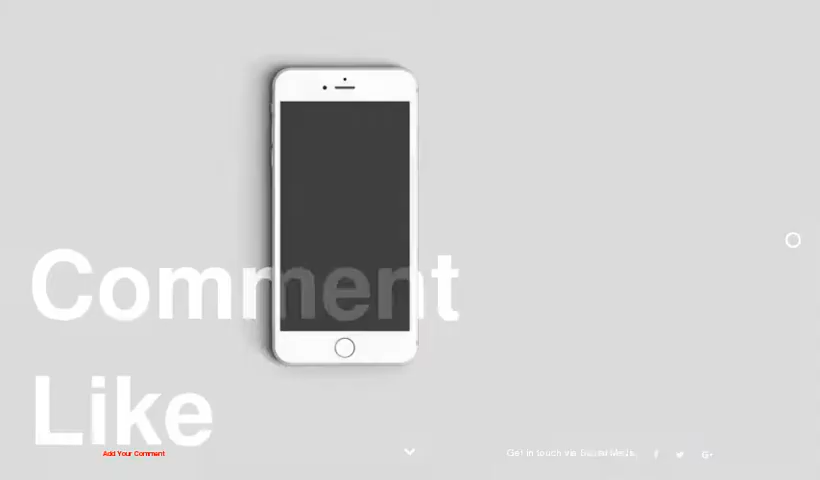 Comment
Like
Add Your Comment
Get in touch via Social Media
f
G+